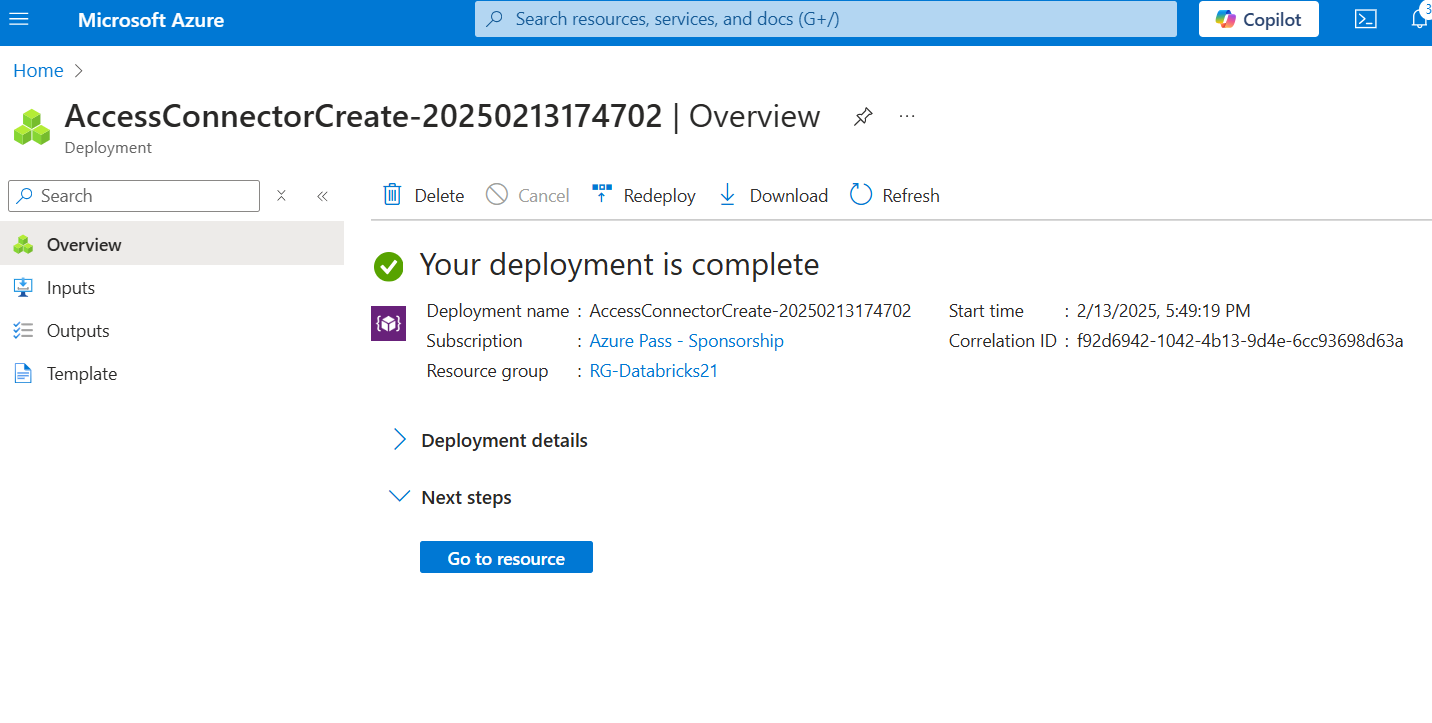 Microsoft Azure
Search resources, services, and docs (G+/)
Copilot
3
Home
AccessConnectorCreate-20250213174702 | Overview
Deployment
Search
Delete
Cancel
Redeploy
Download
Refresh
Overview
Inputs
Outputs
Template
Your deployment is complete
Deployment name : AccessConnectorCreate-20250213174702
Subscription : Azure Pass - Sponsorship
Resource group : RG-Databricks21
Start time : 2/13/2025, 5:49:19 PM
Correlation ID : f92d6942-1042-4b13-9d4e-6cc93698d63a
Deployment details
Next steps
Go to resource